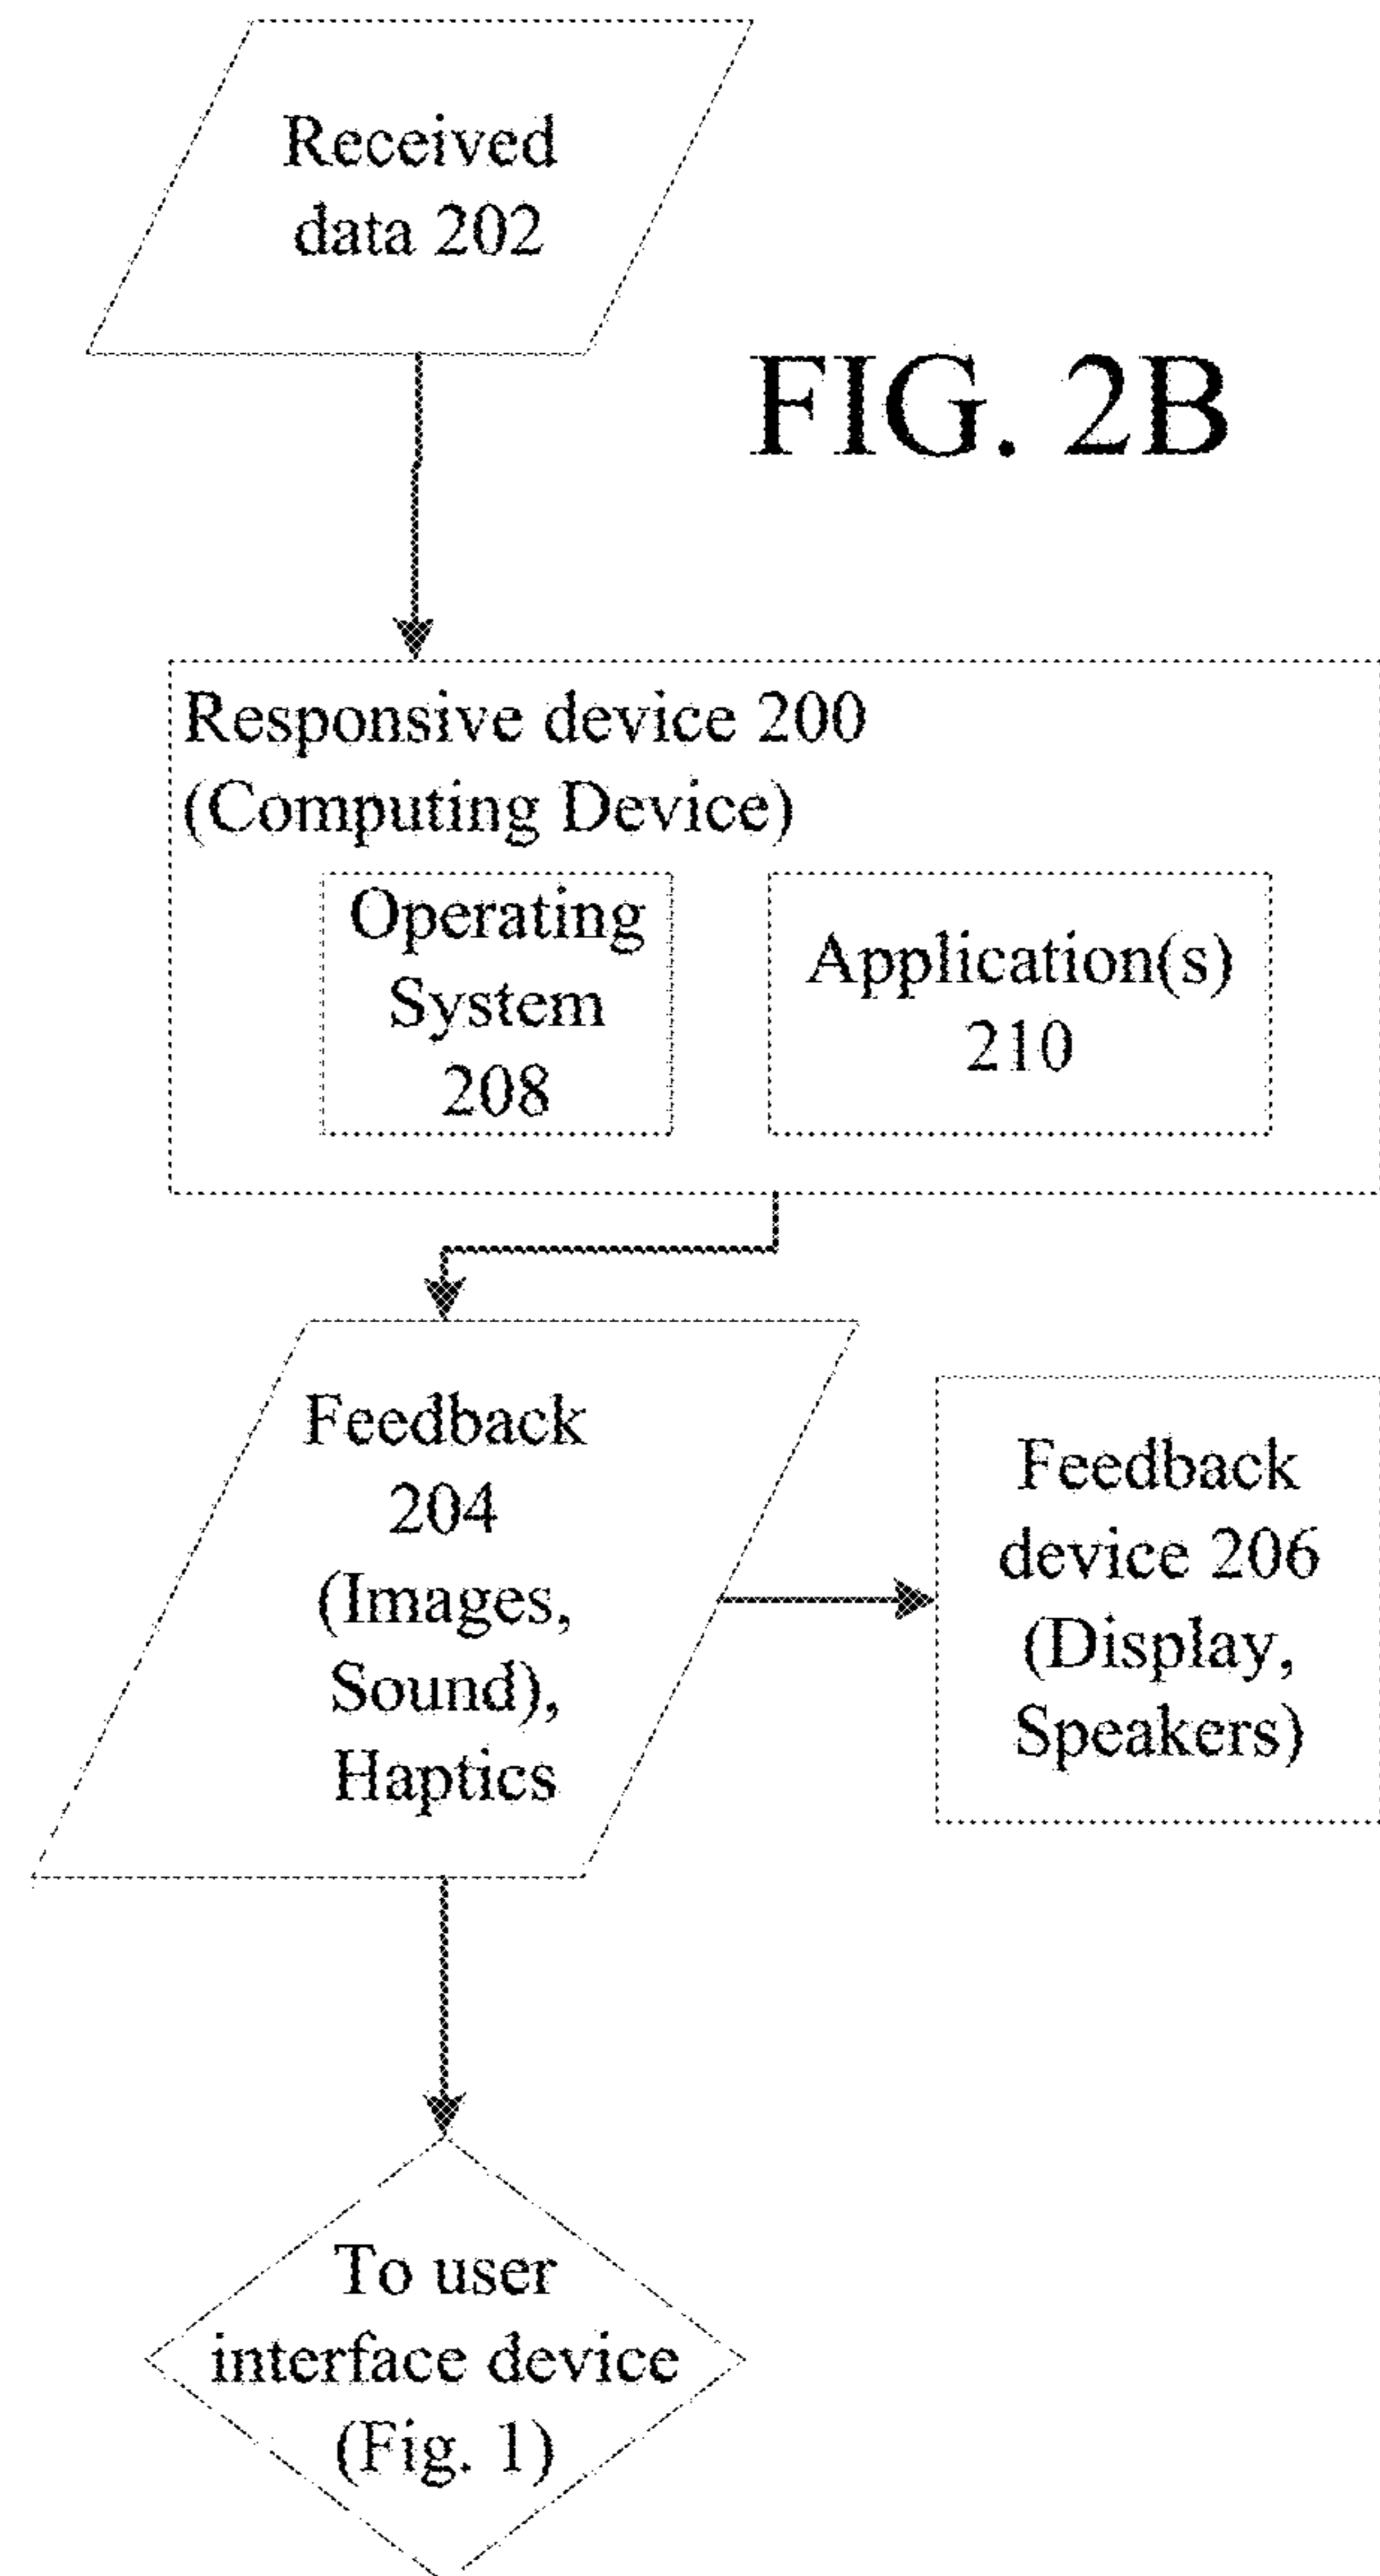 Received
data 202
FIG. 2B
Responsive device 200
(Computing Device)
Operating
System
208
Application(s)
210
Feedback
204
(Images,
Sound),
Haptics
Feedback
device 206
(Display,
Speakers)
To user
interface device
(Fig. 1)